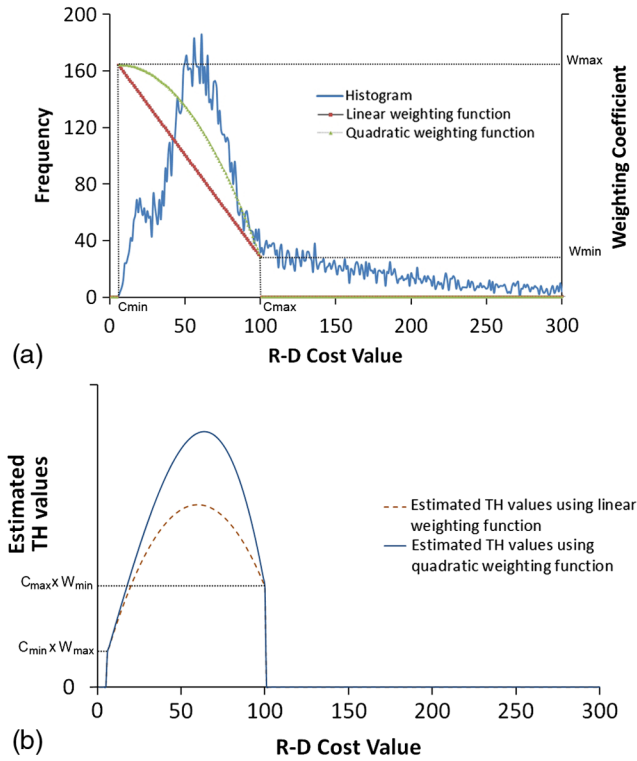 200
160
120
80
40
0
Frequency
Wmax
Histogram
Linear weighting function
Quadratic weighting function
Wmin
Weighting Coefficient
Cmin
Cmax
0
50
100
150
200
250
300
R-D Cost Value
(a)
Estimated
TH values
Estimated TH values using linear
weighting function
Estimated TH values using
quadratic weighting function
Cmax x Wmin
Cmin x Wmax
0
0
50
100
150
200
250
300
R-D Cost Value
(b)